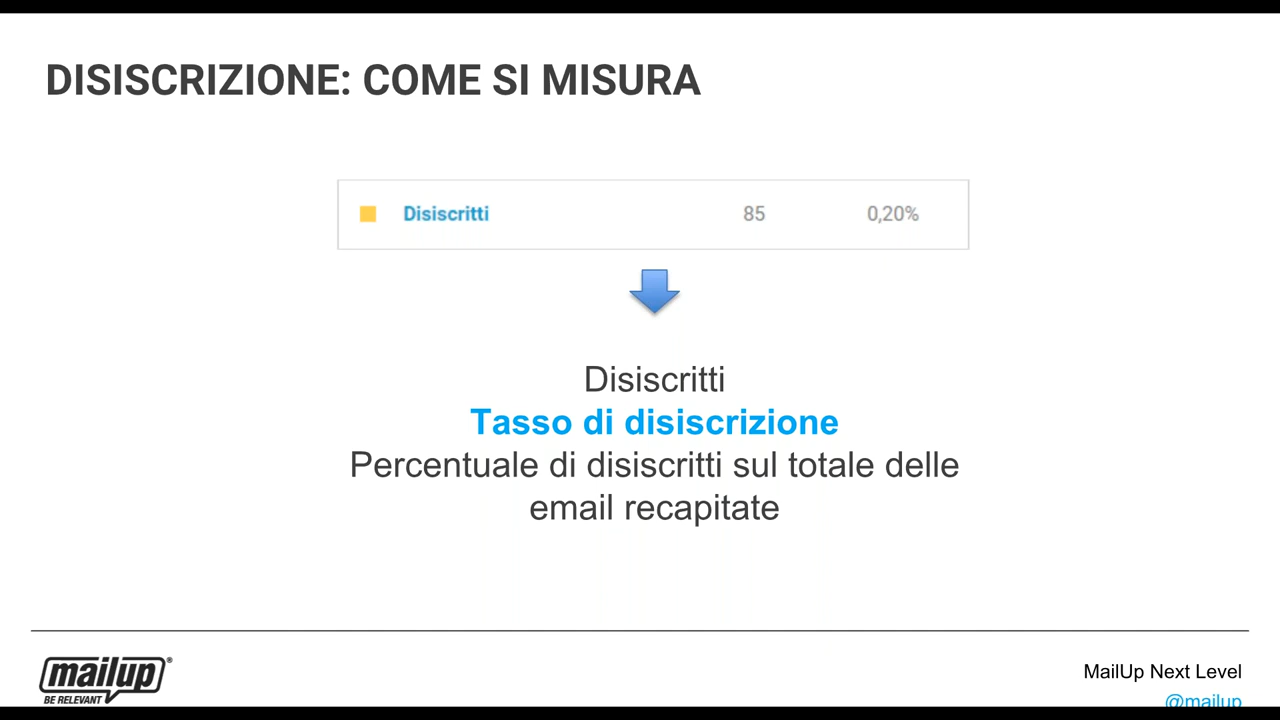 DISISCRIZIONE: COME SI MISURA
Disiscritti 85 0,20%
Disiscritti
Tasso di disiscrizione
Percentuale di disiscritti sul totale delle
email recapitate
mailup®
BE RELEVANT
MailUp Next Level
@mailup